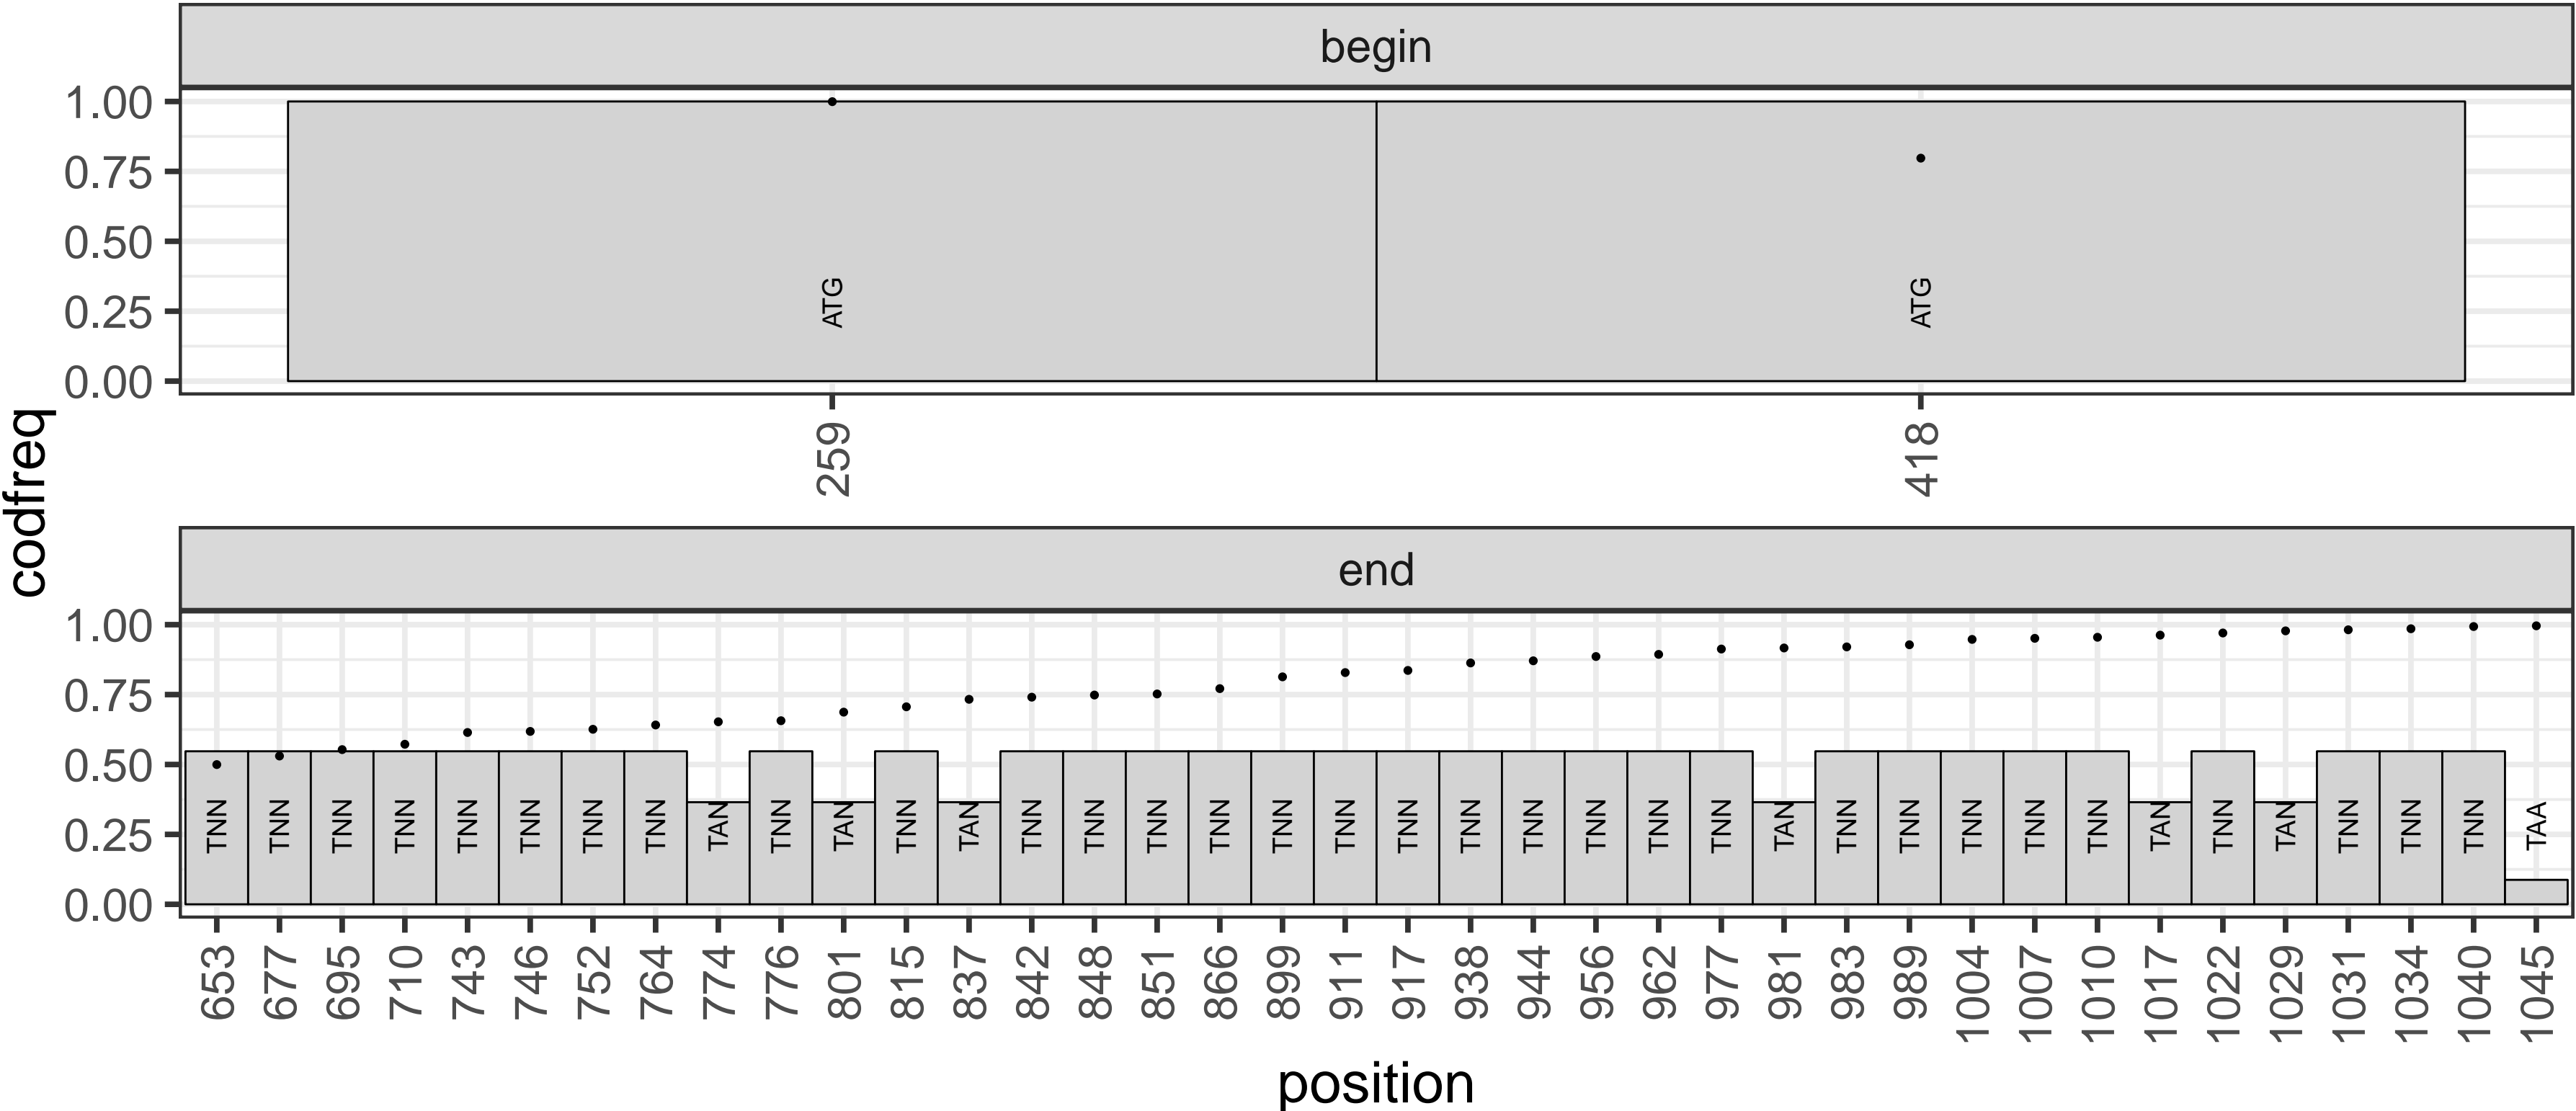 begin
1.00
0.75
0.50
0.25
0.00
ATG ATG
259 418
codfreq
end
1.00
0.75
0.50
0.25
0.00
TNN TNN TNN TNN TNN TNN TNN TNN TAN TNN TAN TNN TAN TNN TNN TNN TNN TNN TNN TNN TNN TNN TNN TNN TNN TAN TNN TNN TNN TNN TNN TAN TNN TAN TNN TNN TNN TAA
653 677 695 710 743 746 752 764 774 776 801 815 837 842 848 851 866 899 911 917 938 944 956 962 977 981 983 989 1004 1007 1010 1017 1022 1029 1031 1034 1040 1045
position